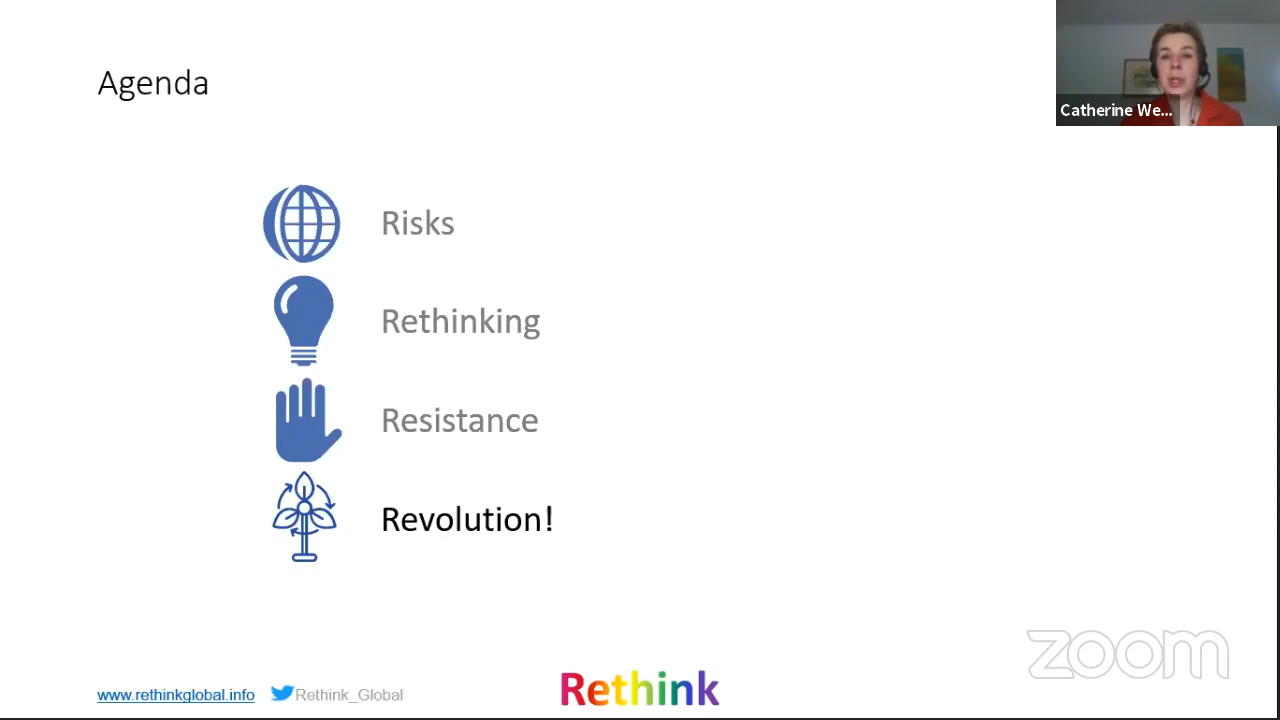 Agenda
Catherine We...
Risks
Rethinking
Resistance
Revolution!
zoom
www.rethinkglobal.info
Rethink_Global
Rethink